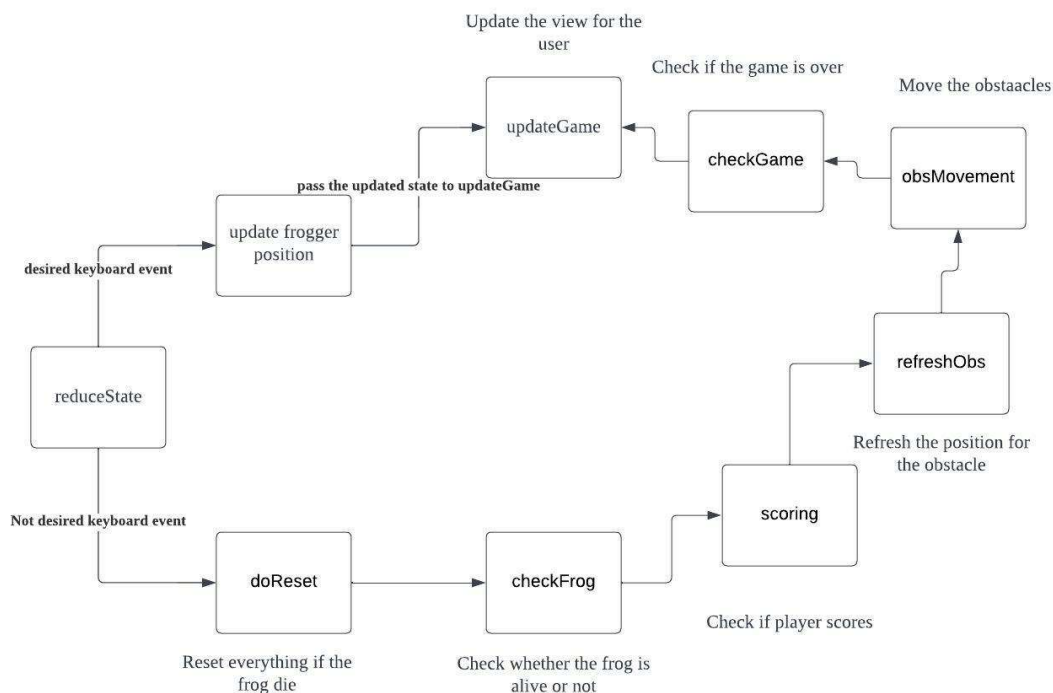 Update the view for the
user
Check if the game is over
Move the obstaacles
updateGame
checkGame
obsMovement
pass the updated state to updateGame
update frogger
position
desired keyboard event
refreshObs
reduceState
Refresh the position for
the obstacle
scoring
Not desired keyboard event
doReset
checkFrog
Check if player scores
Reset everything if the
frog die
Check whether the frog is
alive or not